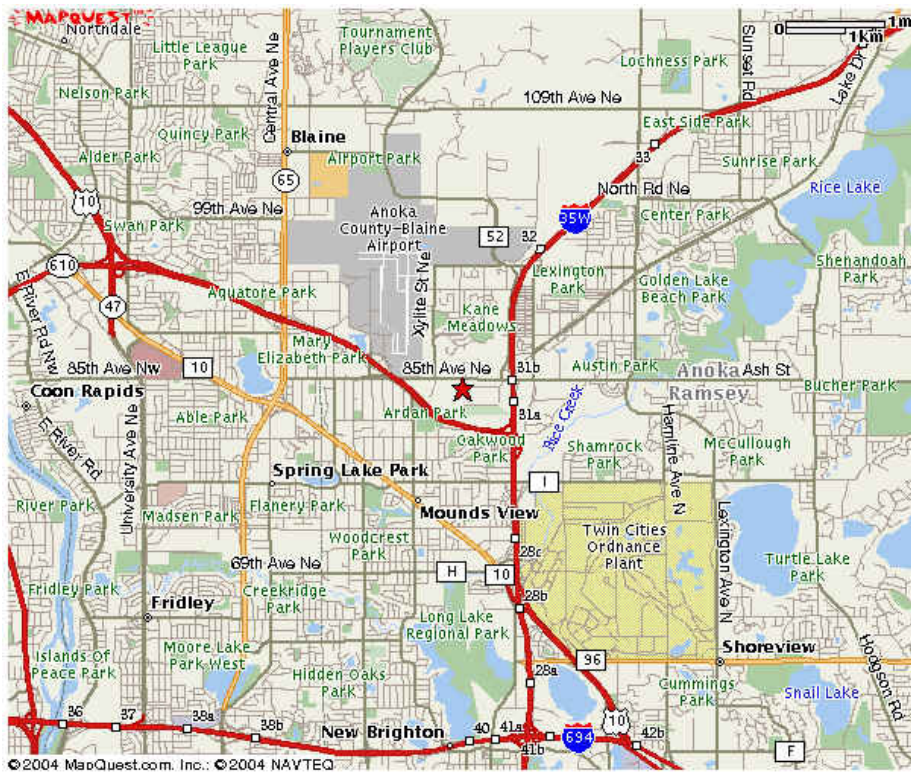 MAPQUEST
Northdale
Little League Park
Tournament Players Club
0
1m
1km
Nelson Park
Central Ave Ne
Lochness Park
Sunset Rd
Lake Dr
109th Ave Ne
Quincy Park
Blaine
Airport Park
East Side Park
33
Alder Park
Sunrise Park
65
North Rd Ne
Rice Lake
10
99th Ave Ne
Anoka County-Blaine Airport
35W
Center Park
Swan Park
52
32
610
Lexington Park
Shenandoah Park
Golden Lake Beach Park
E River Rd Nw
47
Aquatore Park
Xylite St Ne
Kane Meadows
Mary Elizabeth Park
10
85th Ave Nw
85th Ave Ne
31b
Austin Park
Anoka
Ash St
Coon Rapids
Ramsey
Bucher Park
Able Park
Ardan Park
31a
Rice Creek
Hamline Ave N
E River Rd
University Ave Ne
Oakwood Park
Shamrock Park
McCullough Park
Spring Lake Park
I
River Park
Madsen Park
Flanery Park
Mounds View
Twin Cities Ordnance Plant
Lexington Ave N
Woodcrest Park
28c
69th Ave Ne
H
10
Turtle Lake Park
Fridley Park
Creekridge Park
28b
Fridley
Long Lake Regional Park
Islands Of Peace Park
Moore Lake Park West
96
Shoreview
Hodgson Rd
Hidden Oaks Park
28a
Cummings Park
Snail Lake
36
37
38a
38b
New Brighton
40
41a
41b
694
10
42b
F
©2004 MapQuest.com, Inc.; ©2004 NAVTEQ